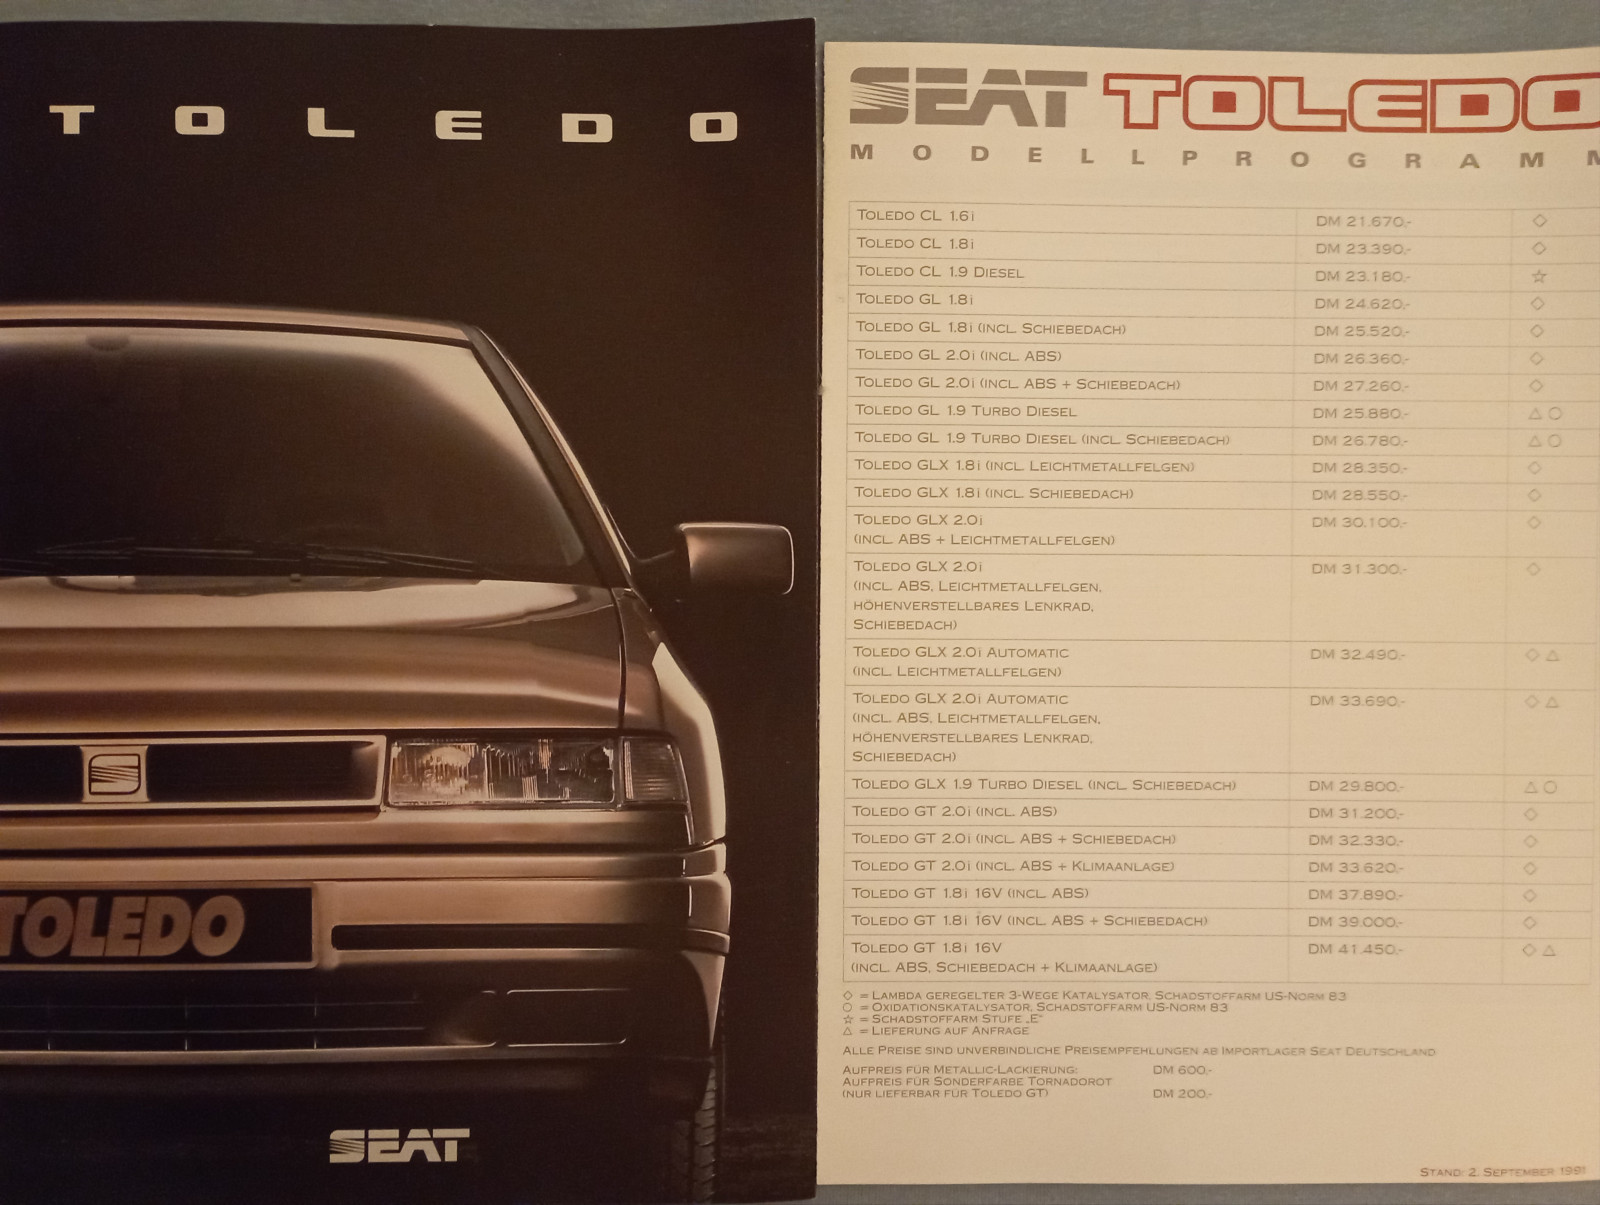 TOLEDO
TOLEDO
SEAT
SEAT TOLEDO
MODELLPROGRAMM
TOLEDO CL 1.6i DM 21.670,- ◇
TOLEDO CL 1.8i DM 23.390,- ◇
TOLEDO CL 1.9 DIESEL DM 23.180,- ☆
TOLEDO GL 1.8i DM 24.620,- ◇
TOLEDO GL 1.8i (INCL. SCHIEBEDACH) DM 25.520,- ◇
TOLEDO GL 2.0i (INCL. ABS) DM 26.360,- ◇
TOLEDO GL 2.0i (INCL. ABS + SCHIEBEDACH) DM 27.260,- ◇
TOLEDO GL 1.9 TURBO DIESEL DM 25.880,- △ ○
TOLEDO GL 1.9 TURBO DIESEL (INCL. SCHIEBEDACH) DM 26.780,- △ ○
TOLEDO GLX 1.8i (INCL. LEICHTMETALLFELGEN) DM 28.350,- ◇
TOLEDO GLX 1.8i (INCL. SCHIEBEDACH) DM 28.550,- ◇
TOLEDO GLX 2.0i DM 30.100,- ◇
(INCL. ABS + LEICHTMETALLFELGEN)
TOLEDO GLX 2.0i DM 31.300,- ◇
(INCL. ABS, LEICHTMETALLFELGEN,
HÖHENVERSTELLBARES LENKRAD,
SCHIEBEDACH)
TOLEDO GLX 2.0i AUTOMATIC DM 32.490,- ◇ △
(INCL. LEICHTMETALLFELGEN)
TOLEDO GLX 2.0i AUTOMATIC DM 33.690,- ◇ △
(INCL. ABS, LEICHTMETALLFELGEN,
HÖHENVERSTELLBARES LENKRAD,
SCHIEBEDACH)
TOLEDO GLX 1.9 TURBO DIESEL (INCL. SCHIEBEDACH) DM 29.800,- △ ○
TOLEDO GT 2.0i (INCL. ABS) DM 31.200,- ◇
TOLEDO GT 2.0i (INCL. ABS + SCHIEBEDACH) DM 32.330,- ◇
TOLEDO GT 2.0i (INCL. ABS + KLIMAANLAGE) DM 33.620,- ◇
TOLEDO GT 1.8i 16V (INCL. ABS) DM 37.890,- ◇
TOLEDO GT 1.8i 16V (INCL. ABS + SCHIEBEDACH) DM 39.000,- ◇
TOLEDO GT 1.8i 16V DM 41.450,- ◇ △
(INCL. ABS, SCHIEBEDACH + KLIMAANLAGE)
◇ = LAMBDA GEREGELTER 3-WEGE KATALYSATOR, SCHADSTOFFARM US-NORM 83
○ = OXIDATIONSKATALYSATOR, SCHADSTOFFARM US-NORM 83
☆ = SCHADSTOFFARM STUFE „E"
△ = LIEFERUNG AUF ANFRAGE
ALLE PREISE SIND UNVERBINDLICHE PREISEMPFEHLUNGEN AB IMPORTLAGER SEAT DEUTSCHLAND
AUFPREIS FÜR METALLIC-LACKIERUNG: DM 600,-
AUFPREIS FÜR SONDERFARBE TORNADOROT
(NUR LIEFERBAR FÜR TOLEDO GT) DM 200,-
STAND: 2. SEPTEMBER 1991